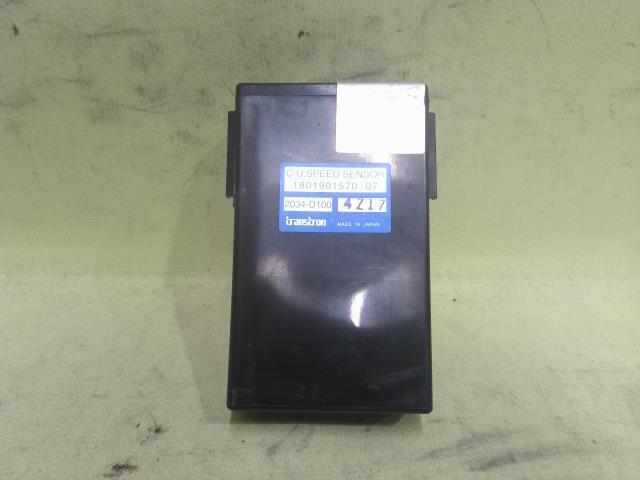 C U;SPEED SENSOR
1801901570 07
2034-D100 4217
transtron MADE IN JAPAN